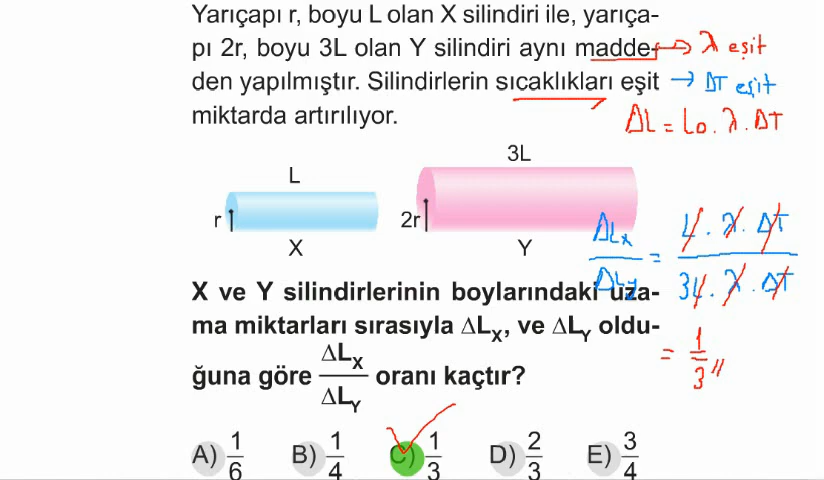 Yarıçapı r, boyu L olan X silindiri ile, yarıça-
pı 2r, boyu 3L olan Y silindiri aynı madde- → λ eşit
den yapılmıştır. Silindirlerin sıcaklıkları eşit → ΔT eşit
miktarda artırılıyor.
ΔL = L0 . λ . ΔT
L
3L
r
2r
X
Y
ΔLx / ΔLy = L . λ . ΔT / 3L . λ . ΔT
= 1/3 //
X ve Y silindirlerinin boylarındaki uza-
ma miktarları sırasıyla ΔLX, ve ΔLY oldu-
ğuna göre ΔLX / ΔLY oranı kaçtır?
A) 1/6 B) 1/4 C) 1/3 D) 2/3 E) 3/4